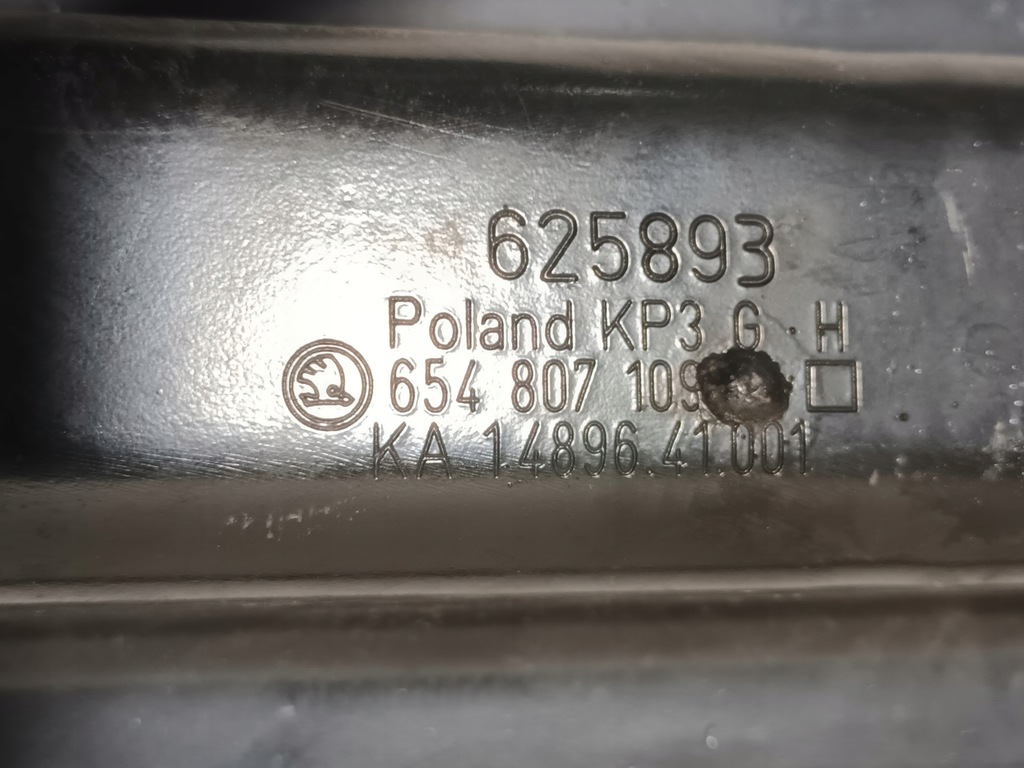 625893
Poland KP3 G · H
654 807 109
KA 14896.41.001